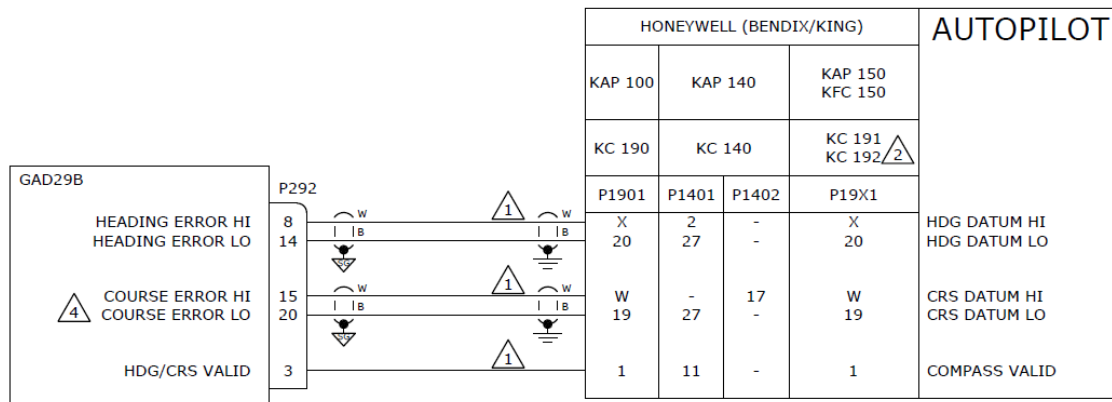 HONEYWELL (BENDIX/KING) AUTOPILOT
KAP 100 KAP 140 KAP 150
KFC 150
KC 190 KC 140 KC 191
KC 192 2
GAD29B P292 P1901 P1401 P1402 P19X1
HEADING ERROR HI 8 W 1 W X 2 - X HDG DATUM HI
HEADING ERROR LO 14 B B 20 27 - 20 HDG DATUM LO
SG
COURSE ERROR HI 15 W 1 W W - 17 W CRS DATUM HI
4 COURSE ERROR LO 20 B B 19 27 - 19 CRS DATUM LO
SG
HDG/CRS VALID 3 1 1 11 - 1 COMPASS VALID